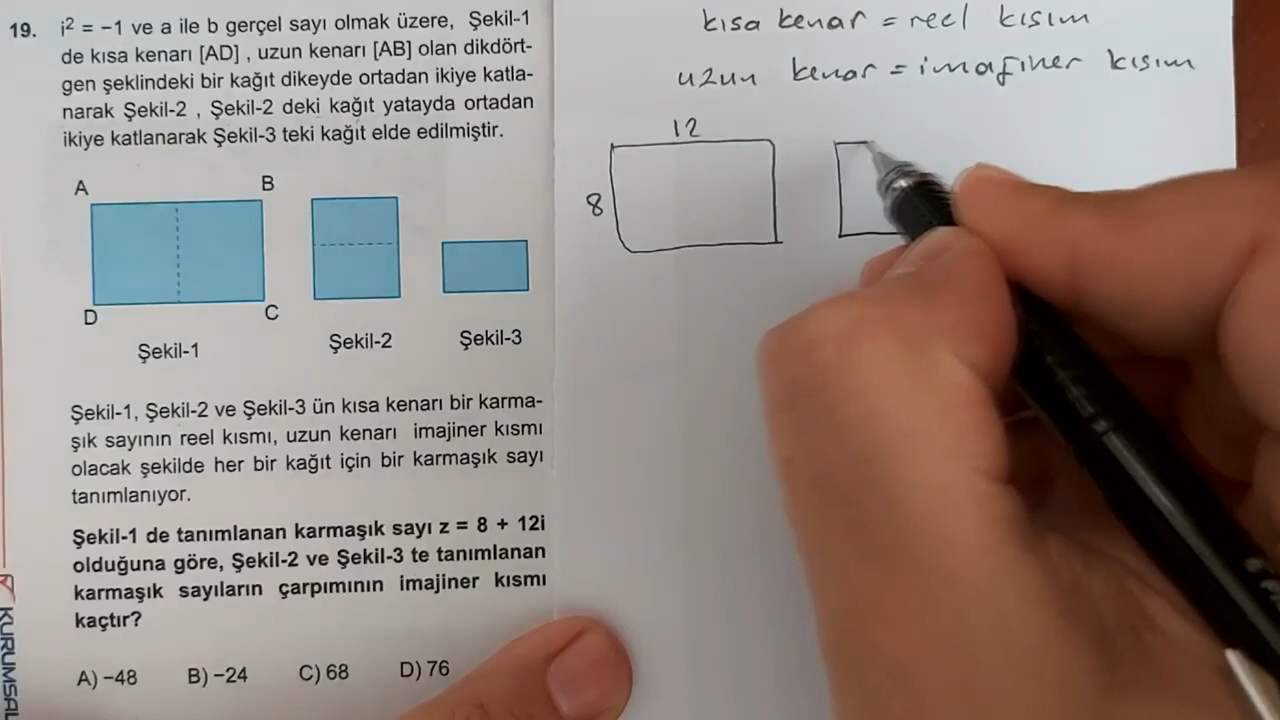 19. i² = −1 ve a ile b gerçel sayı olmak üzere, Şekil-1
de kısa kenarı [AD] , uzun kenarı [AB] olan dikdört-
gen şeklindeki bir kağıt dikeyde ortadan ikiye katla-
narak Şekil-2 , Şekil-2 deki kağıt yatayda ortadan
ikiye katlanarak Şekil-3 teki kağıt elde edilmiştir.
A B
D C
Şekil-1 Şekil-2 Şekil-3
Şekil-1, Şekil-2 ve Şekil-3 ün kısa kenarı bir karma-
şık sayının reel kısmı, uzun kenarı imajiner kısmı
olacak şekilde her bir kağıt için bir karmaşık sayı
tanımlanıyor.
Şekil-1 de tanımlanan karmaşık sayı z = 8 + 12i
olduğuna göre, Şekil-2 ve Şekil-3 te tanımlanan
karmaşık sayıların çarpımının imajiner kısmı
kaçtır?
A) −48 B) −24 C) 68 D) 76
KURUMSAL
kısa kenar = reel kısım
uzun kenar = imajiner kısım
12
8